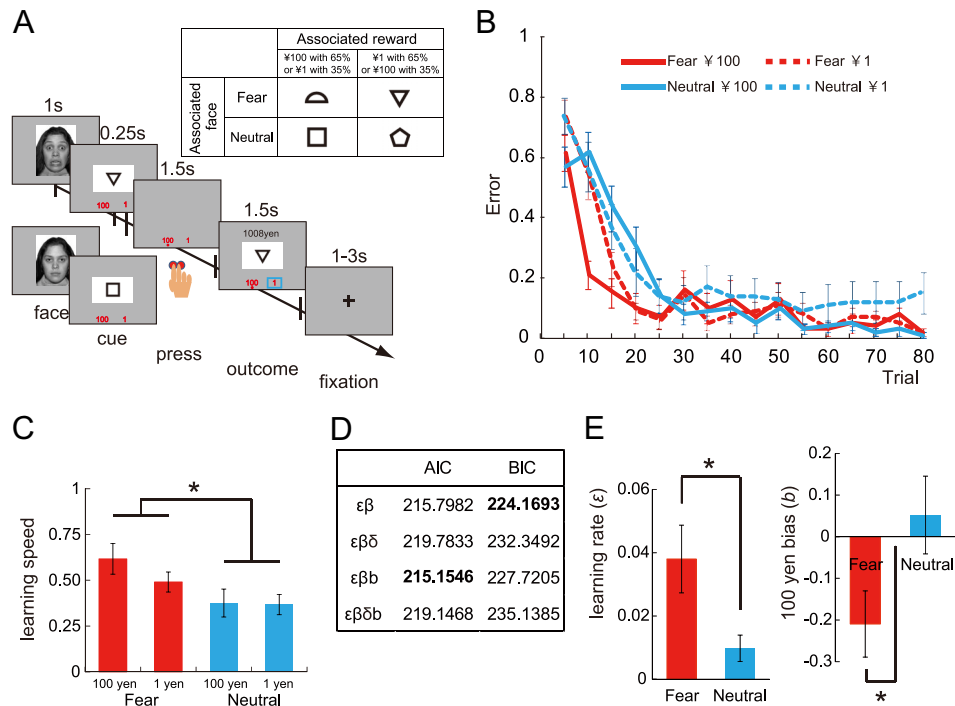 A
Associated reward
¥100 with 65%
or ¥1 with 35%
¥1 with 65%
or ¥100 with 35%
Associated
face
Fear
Neutral
1s
0.25s
1.5s
1.5s
1-3s
100 1
100 1
100 1
1008yen
100 1
+
face
cue
press
outcome
fixation
B
Fear ¥100
Fear ¥1
Neutral ¥100
Neutral ¥1
Error
1
0.8
0.6
0.4
0.2
0
0 10 20 30 40 50 60 70 80
Trial
C
learning speed
1
0.75
0.50
0.25
0
*
100 yen 1 yen 100 yen 1 yen
Fear Neutral
D
AIC BIC
εβ 215.7982 224.1693
εβδ 219.7833 232.3492
εβb 215.1546 227.7205
εβδb 219.1468 235.1385
E
learning rate (ε)
0.06
0.04
0.02
0
*
Fear Neutral
100 yen bias (b)
0.2
0.1
0
-0.1
-0.2
-0.3
Fear
Neutral
*